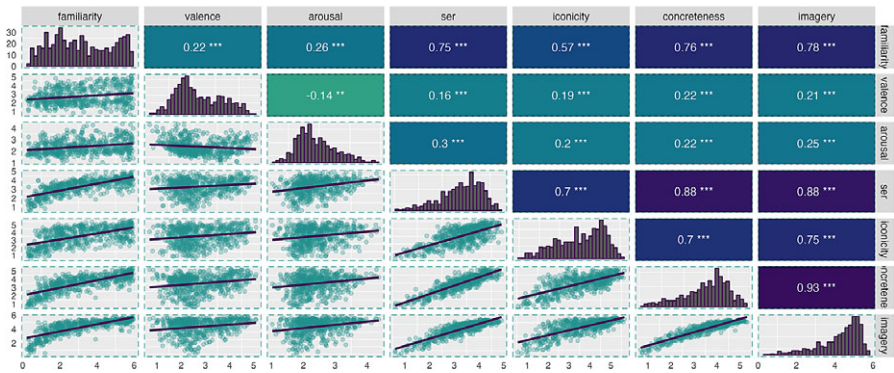 familiarity valence arousal ser iconicity concreteness imagery
30
20
10
0
0.22 *** 0.26 *** 0.75 *** 0.57 *** 0.76 *** 0.78 ***
familiarity
5
4
3
2
1
-0.14 ** 0.16 *** 0.19 *** 0.22 *** 0.21 ***
valence
4
3
2
1
0.3 *** 0.2 *** 0.22 *** 0.25 ***
arousal
5
4
3
2
1
0.7 *** 0.88 *** 0.88 ***
ser
5
4
3
2
1
0.7 *** 0.75 ***
iconicity
5
4
3
2
1
0.93 ***
ncretene
6
4
2
imagery
0 2 4 6 1 2 3 4 5 1 2 3 4 1 2 3 4 5 1 2 3 4 5 1 2 3 4 5 0 2 4 6